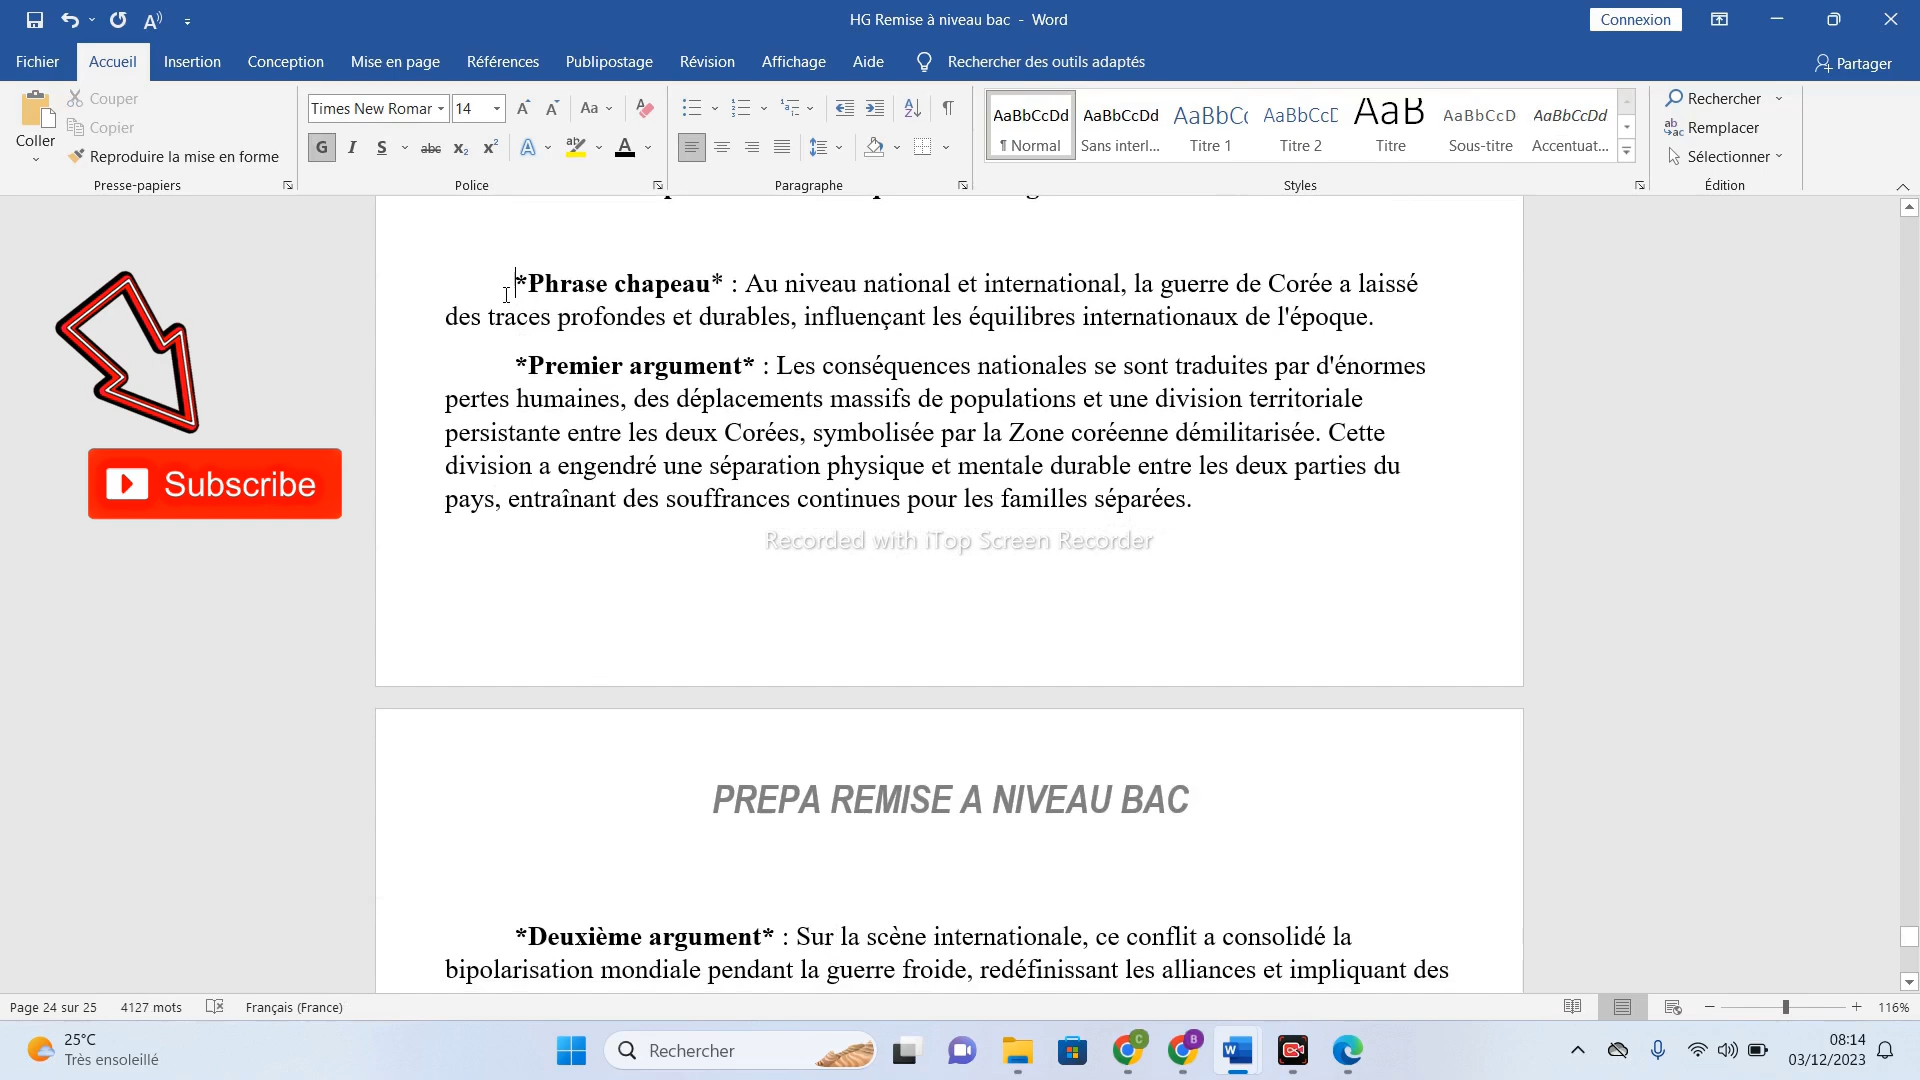 HG Remise à niveau bac - Word
Connexion
Fichier Accueil Insertion Conception Mise en page Références Publipostage Révision Affichage Aide Rechercher des outils adaptés Partager
Coller
Couper
Copier
Reproduire la mise en forme
Presse-papiers
Times New Romar 14
Police
Paragraphe
AaBbCcDd AaBbCcDd AaBbCc AaBbCcD AaB AaBbCcD AaBbCcDd
¶ Normal Sans interl... Titre 1 Titre 2 Titre Sous-titre Accentuat...
Styles
Rechercher
Remplacer
Sélectionner
Édition
*Phrase chapeau* : Au niveau national et international, la guerre de Corée a laissé
des traces profondes et durables, influençant les équilibres internationaux de l'époque.
*Premier argument* : Les conséquences nationales se sont traduites par d'énormes
pertes humaines, des déplacements massifs de populations et une division territoriale
persistante entre les deux Corées, symbolisée par la Zone coréenne démilitarisée. Cette
division a engendré une séparation physique et mentale durable entre les deux parties du
pays, entraînant des souffrances continues pour les familles séparées.
Subscribe
Recorded with iTop Screen Recorder
PREPA REMISE A NIVEAU BAC
*Deuxième argument* : Sur la scène internationale, ce conflit a consolidé la
bipolarisation mondiale pendant la guerre froide, redéfinissant les alliances et impliquant des
Page 24 sur 25 4127 mots Français (France) 116%
25°C
Très ensoleillé
Rechercher
08:14
03/12/2023